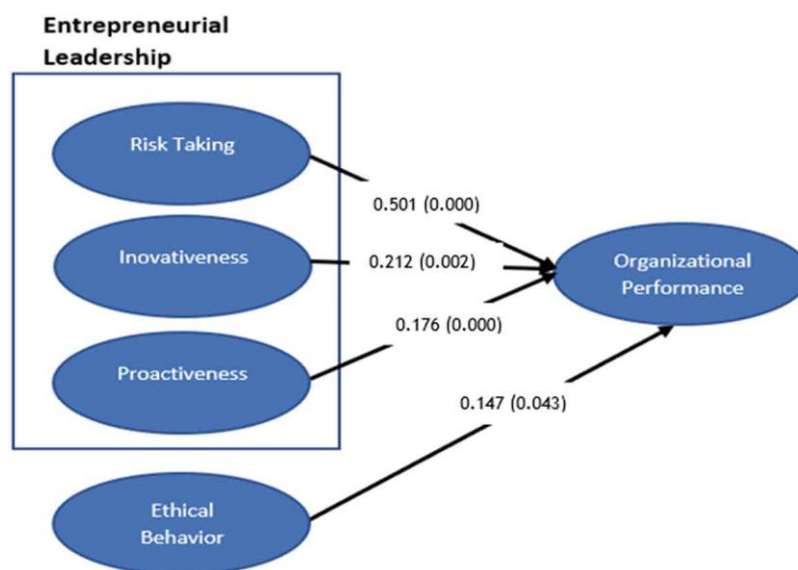 Entrepreneurial
Leadership
Risk Taking
0.501 (0.000)
Inovativeness
0.212 (0.002)
Organizational
Performance
Proactiveness
0.176 (0.000)
0.147 (0.043)
Ethical
Behavior